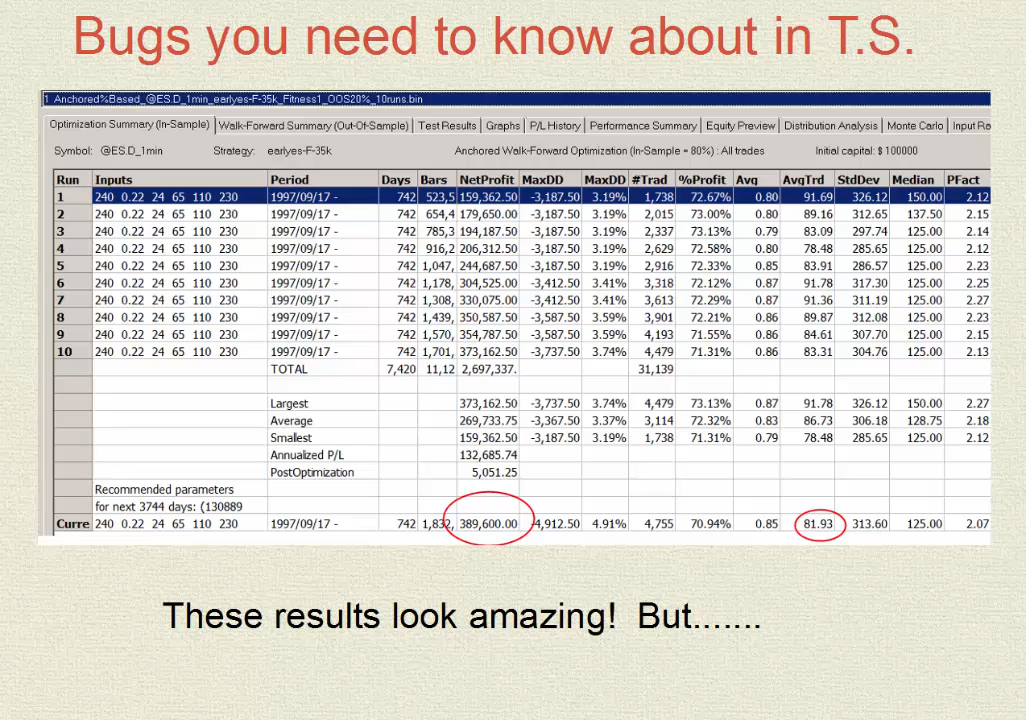 Bugs you need to know about in T.S.
1 Anchored%Based_@ES.D_1min_earlyes-F-35k_Fitness1_OOS20%_10runs.bin
Optimization Summary (In-Sample) Walk-Forward Summary (Out-Of-Sample) Test Results Graphs P/L History Performance Summary Equity Preview Distribution Analysis Monte Carlo Input Ra
Symbol: @ES.D_1min Strategy: earlyes-F-35k Anchored Walk-Forward Optimization (In-Sample = 80%) : All trades Initial capital: $ 100000
Run Inputs Period Days Bars NetProfit MaxDD MaxDD #Trad %Profit Avq AvqTrd StdDev Median PFact
1 240 0.22 24 65 110 230 1997/09/17 - 742 523,5 159,362.50 -3,187.50 3.19% 1,738 72.67% 0.80 91.69 326.12 150.00 2.12
2 240 0.22 24 65 110 230 1997/09/17 - 742 654,4 179,650.00 -3,187.50 3.19% 2,015 73.00% 0.80 89.16 312.65 137.50 2.15
3 240 0.22 24 65 110 230 1997/09/17 - 742 785,3 194,187.50 -3,187.50 3.19% 2,337 73.13% 0.79 83.09 297.74 125.00 2.14
4 240 0.22 24 65 110 230 1997/09/17 - 742 916,2 206,312.50 -3,187.50 3.19% 2,629 72.58% 0.80 78.48 285.65 125.00 2.12
5 240 0.22 24 65 110 230 1997/09/17 - 742 1,047, 244,687.50 -3,187.50 3.19% 2,916 72.33% 0.85 83.91 286.57 125.00 2.23
6 240 0.22 24 65 110 230 1997/09/17 - 742 1,178, 304,525.00 -3,412.50 3.41% 3,318 72.12% 0.87 91.78 317.30 125.00 2.25
7 240 0.22 24 65 110 230 1997/09/17 - 742 1,308, 330,075.00 -3,412.50 3.41% 3,613 72.29% 0.87 91.36 311.19 125.00 2.27
8 240 0.22 24 65 110 230 1997/09/17 - 742 1,439, 350,587.50 -3,587.50 3.59% 3,901 72.21% 0.86 89.87 312.08 125.00 2.23
9 240 0.22 24 65 110 230 1997/09/17 - 742 1,570, 354,787.50 -3,587.50 3.59% 4,193 71.55% 0.86 84.61 307.70 125.00 2.15
10 240 0.22 24 65 110 230 1997/09/17 - 742 1,701, 373,162.50 -3,737.50 3.74% 4,479 71.31% 0.86 83.31 304.76 125.00 2.13
TOTAL 7,420 11,12 2,697,337. 31,139
Largest 373,162.50 -3,737.50 3.74% 4,479 73.13% 0.87 91.78 326.12 150.00 2.27
Average 269,733.75 -3,367.50 3.37% 3,114 72.32% 0.83 86.73 306.18 128.75 2.18
Smallest 159,362.50 -3,187.50 3.19% 1,738 71.31% 0.79 78.48 285.65 125.00 2.12
Annualized P/L 132,685.74
PostOptimization 5,051.25
Recommended parameters
for next 3744 days: (130889
Curre 240 0.22 24 65 110 230 1997/09/17 - 742 1,832, 389,600.00 -4,912.50 4.91% 4,755 70.94% 0.85 81.93 313.60 125.00 2.07
These results look amazing! But.......